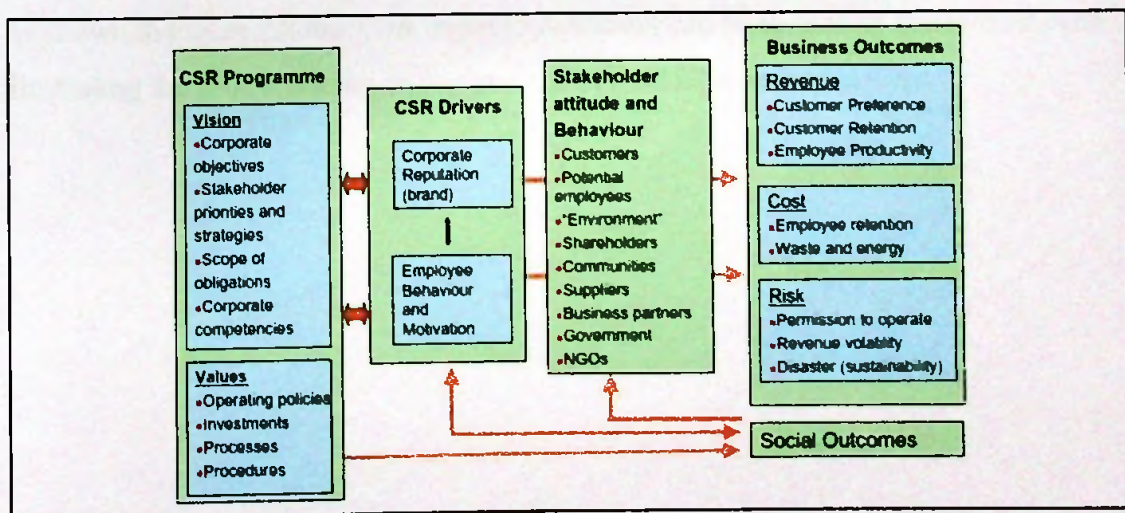 CSR Programme
Vision
•Corporate
objectives
•Stakeholder
priorities and
strategies
•Scope of
obligations
•Corporate
competencies
Values
•Operating policies
•Investments
•Processes
•Procedures
CSR Drivers
Corporate
Reputation
(brand)
Employee
Behaviour
and
Motivation
Stakeholder
attitude and
Behaviour
•Customers
•Potential
employees
•"Environment"
•Shareholders
•Communities
•Suppliers
•Business partners
•Government
•NGOs
Business Outcomes
Revenue
•Customer Preference
•Customer Retention
•Employee Productivity
Cost
•Employee retention
•Waste and energy
Risk
•Permission to operate
•Revenue volatility
•Disaster (sustainability)
Social Outcomes